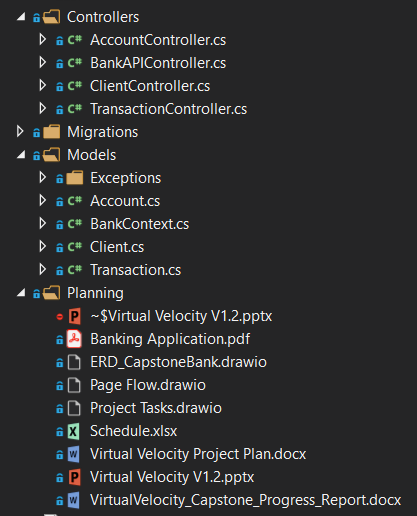 Controllers
C# AccountController.cs
C# BankAPIController.cs
C# ClientController.cs
C# TransactionController.cs
Migrations
Models
Exceptions
C# Account.cs
C# BankContext.cs
C# Client.cs
C# Transaction.cs
Planning
~$Virtual Velocity V1.2.pptx
Banking Application.pdf
ERD_CapstoneBank.drawio
Page Flow.drawio
Project Tasks.drawio
Schedule.xlsx
Virtual Velocity Project Plan.docx
Virtual Velocity V1.2.pptx
VirtualVelocity_Capstone_Progress_Report.docx